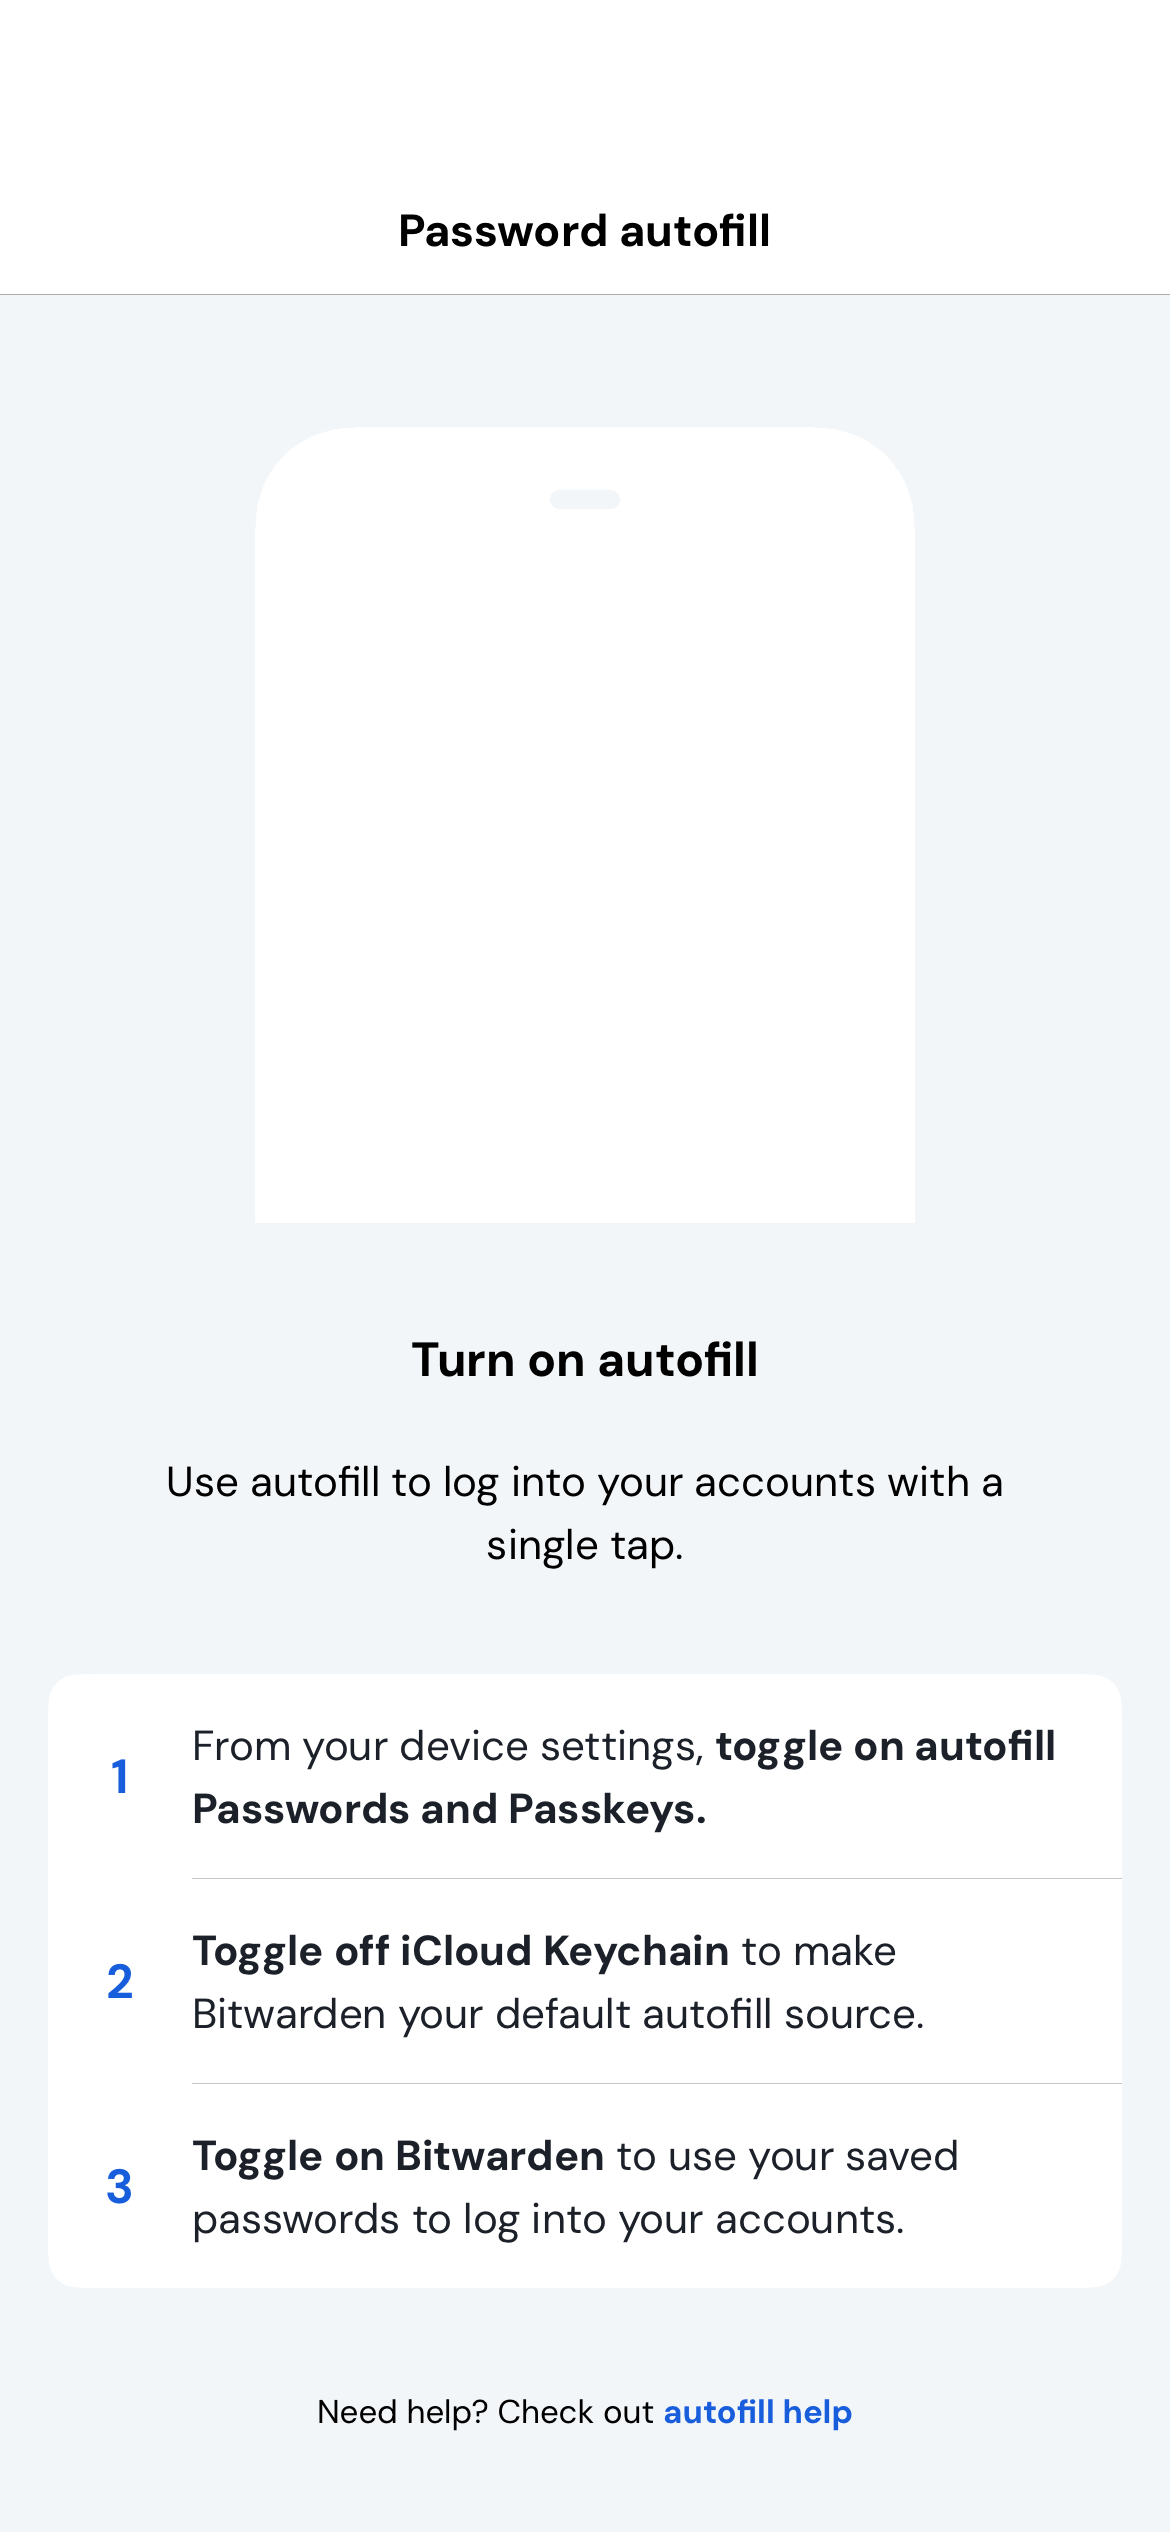 Password autofill
Turn on autofill
Use autofill to log into your accounts with a
single tap.
1
From your device settings, toggle on autofill
Passwords and Passkeys.
2
Toggle off iCloud Keychain to make
Bitwarden your default autofill source.
3
Toggle on Bitwarden to use your saved
passwords to log into your accounts.
Need help? Check out autofill help